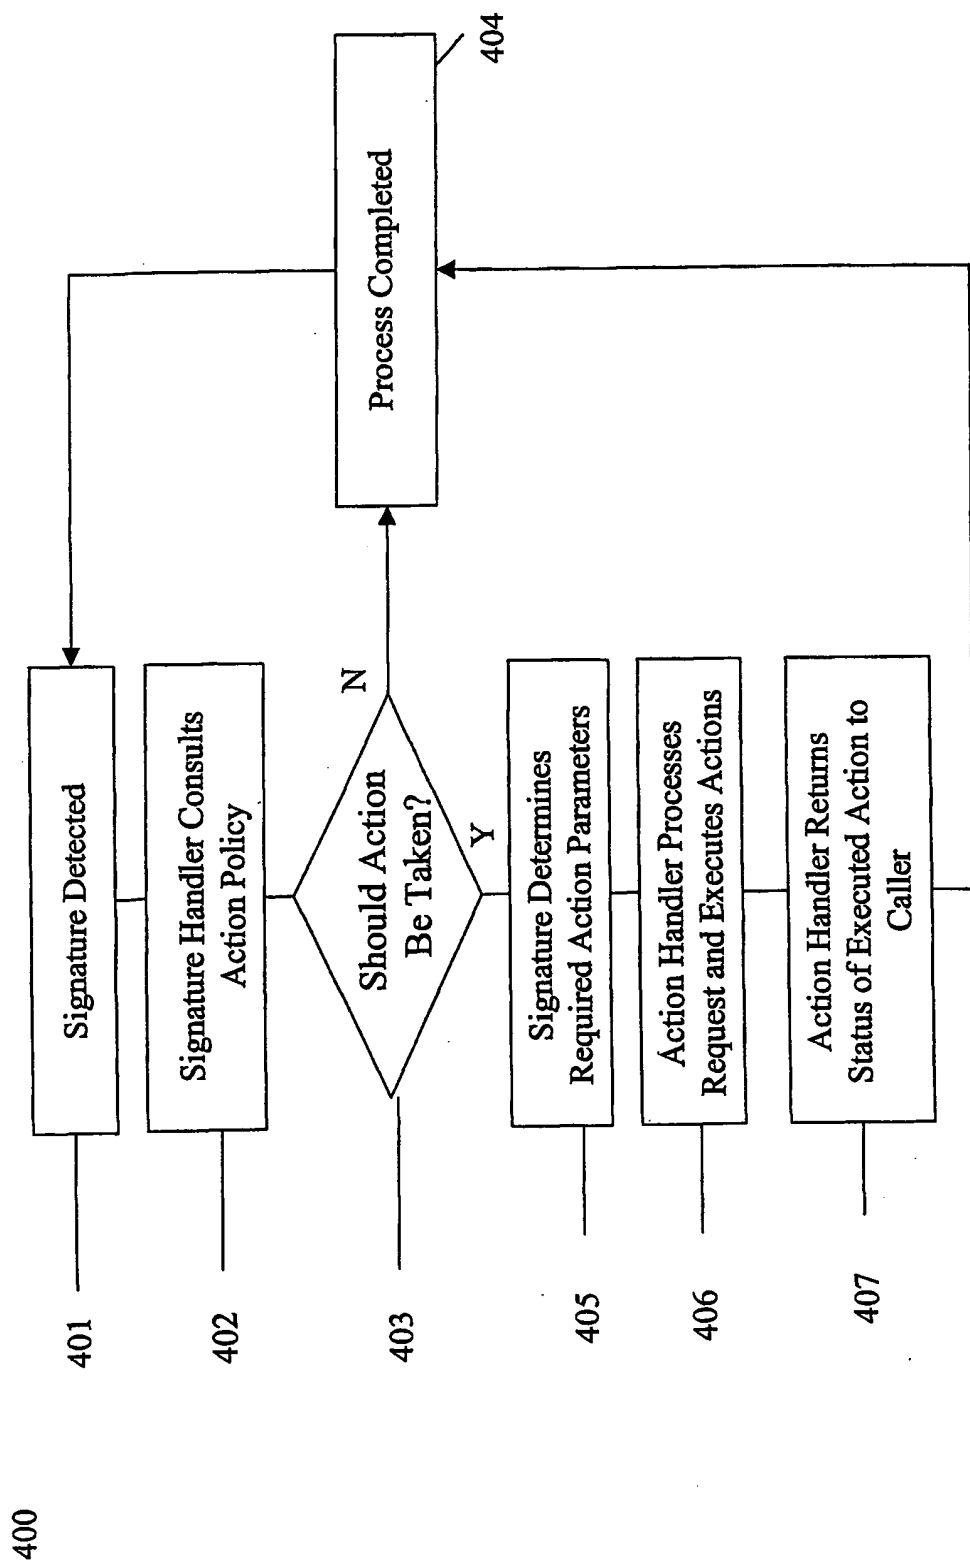 400
401
Signature Detected
402
Signature Handler Consults
Action Policy
403
Should Action
Be Taken?
N
Y
Process Completed
404
405
Signature Determines
Required Action Parameters
406
Action Handler Processes
Request and Executes Actions
407
Action Handler Returns
Status of Executed Action to
Caller